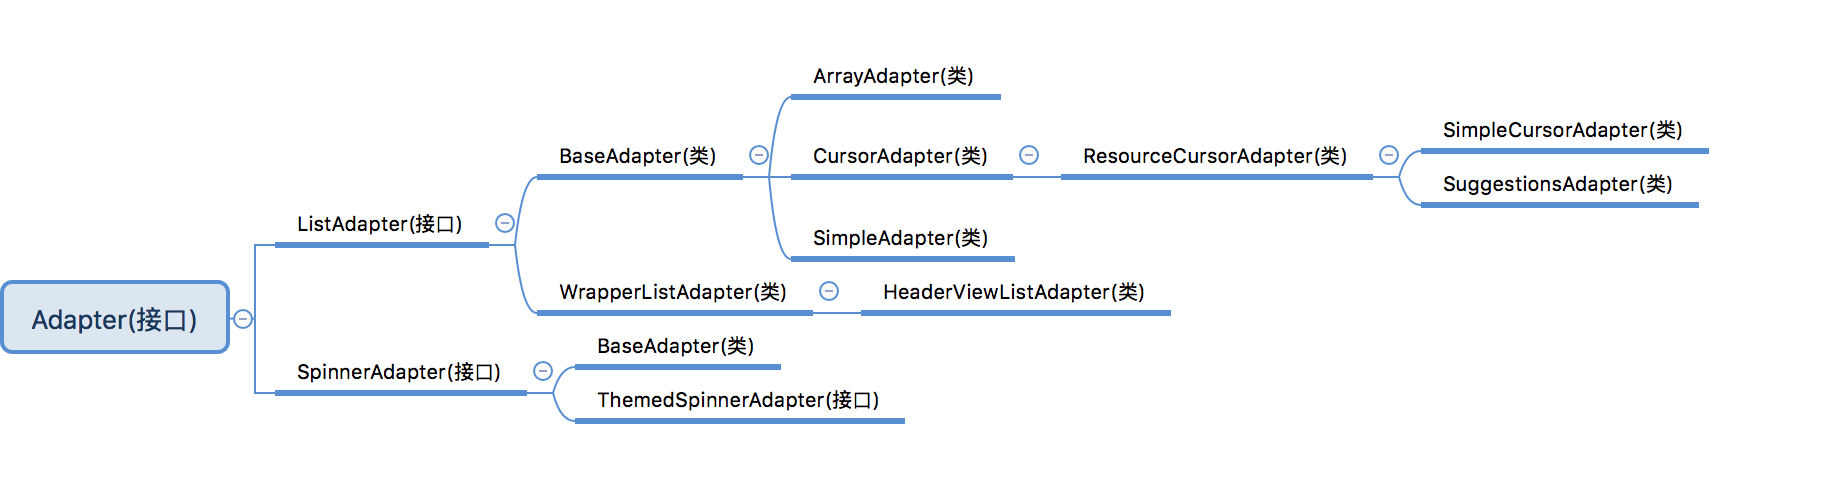 Adapter(接口)
ListAdapter(接口)
BaseAdapter(类)
ArrayAdapter(类)
CursorAdapter(类)
ResourceCursorAdapter(类)
SimpleCursorAdapter(类)
SuggestionsAdapter(类)
SimpleAdapter(类)
WrapperListAdapter(类)
HeaderViewListAdapter(类)
SpinnerAdapter(接口)
BaseAdapter(类)
ThemedSpinnerAdapter(接口)